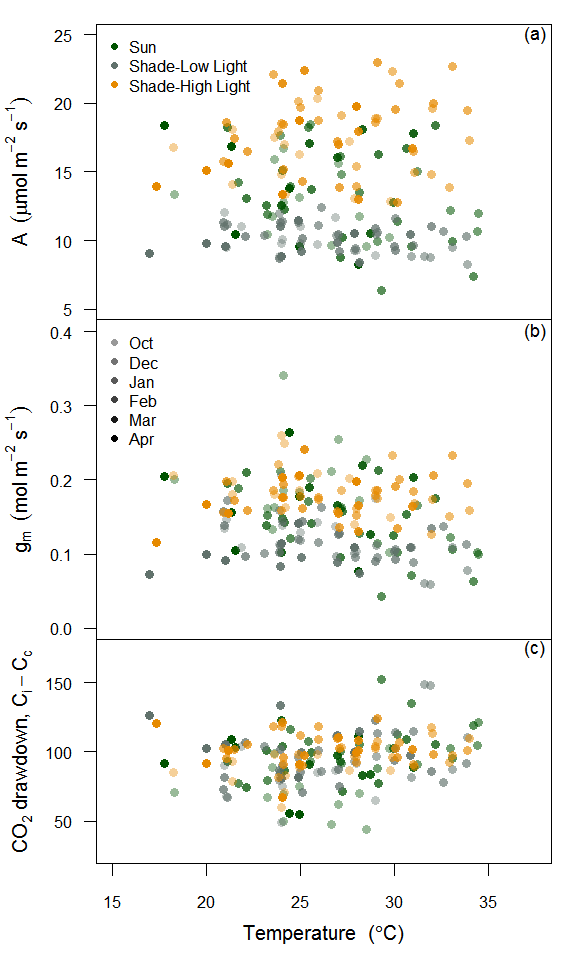 (a)
Sun
Shade-Low Light
Shade-High Light
25
20
15
10
5
A (μmol m⁻² s⁻¹)
(b)
Oct
Dec
Jan
Feb
Mar
Apr
0.4
0.3
0.2
0.1
0.0
gₘ (mol m⁻² s⁻¹)
(c)
150
100
50
CO₂ drawdown, Cᵢ – C꜀
15 20 25 30 35
Temperature (°C)